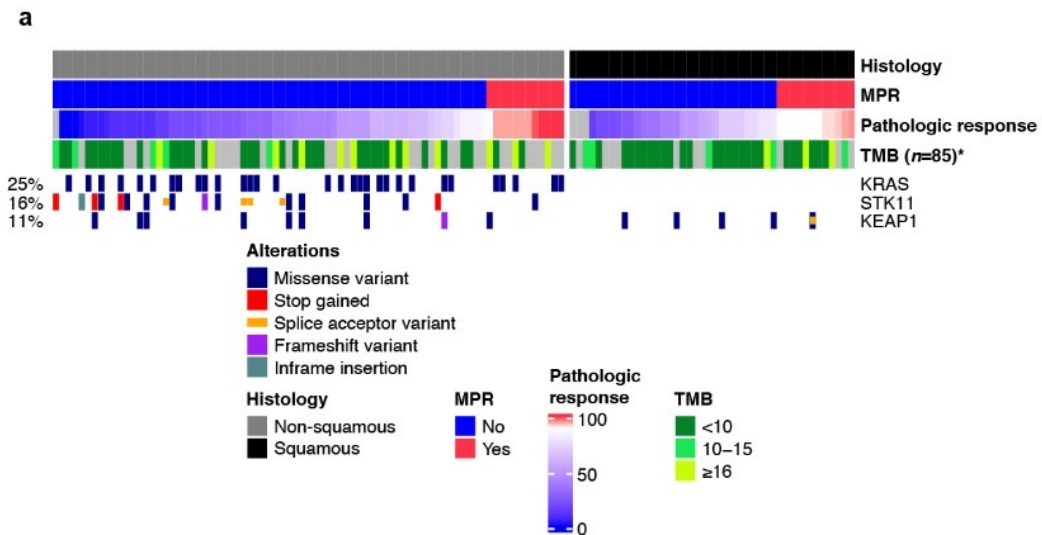 a
Histology
MPR
Pathologic response
TMB (n=85)*
25% KRAS
16% STK11
11% KEAP1
Alterations
Missense variant
Stop gained
Splice acceptor variant
Frameshift variant
Inframe insertion
Histology
Non-squamous
Squamous
MPR
No
Yes
Pathologic
response
100
50
0
TMB
<10
10–15
≥16